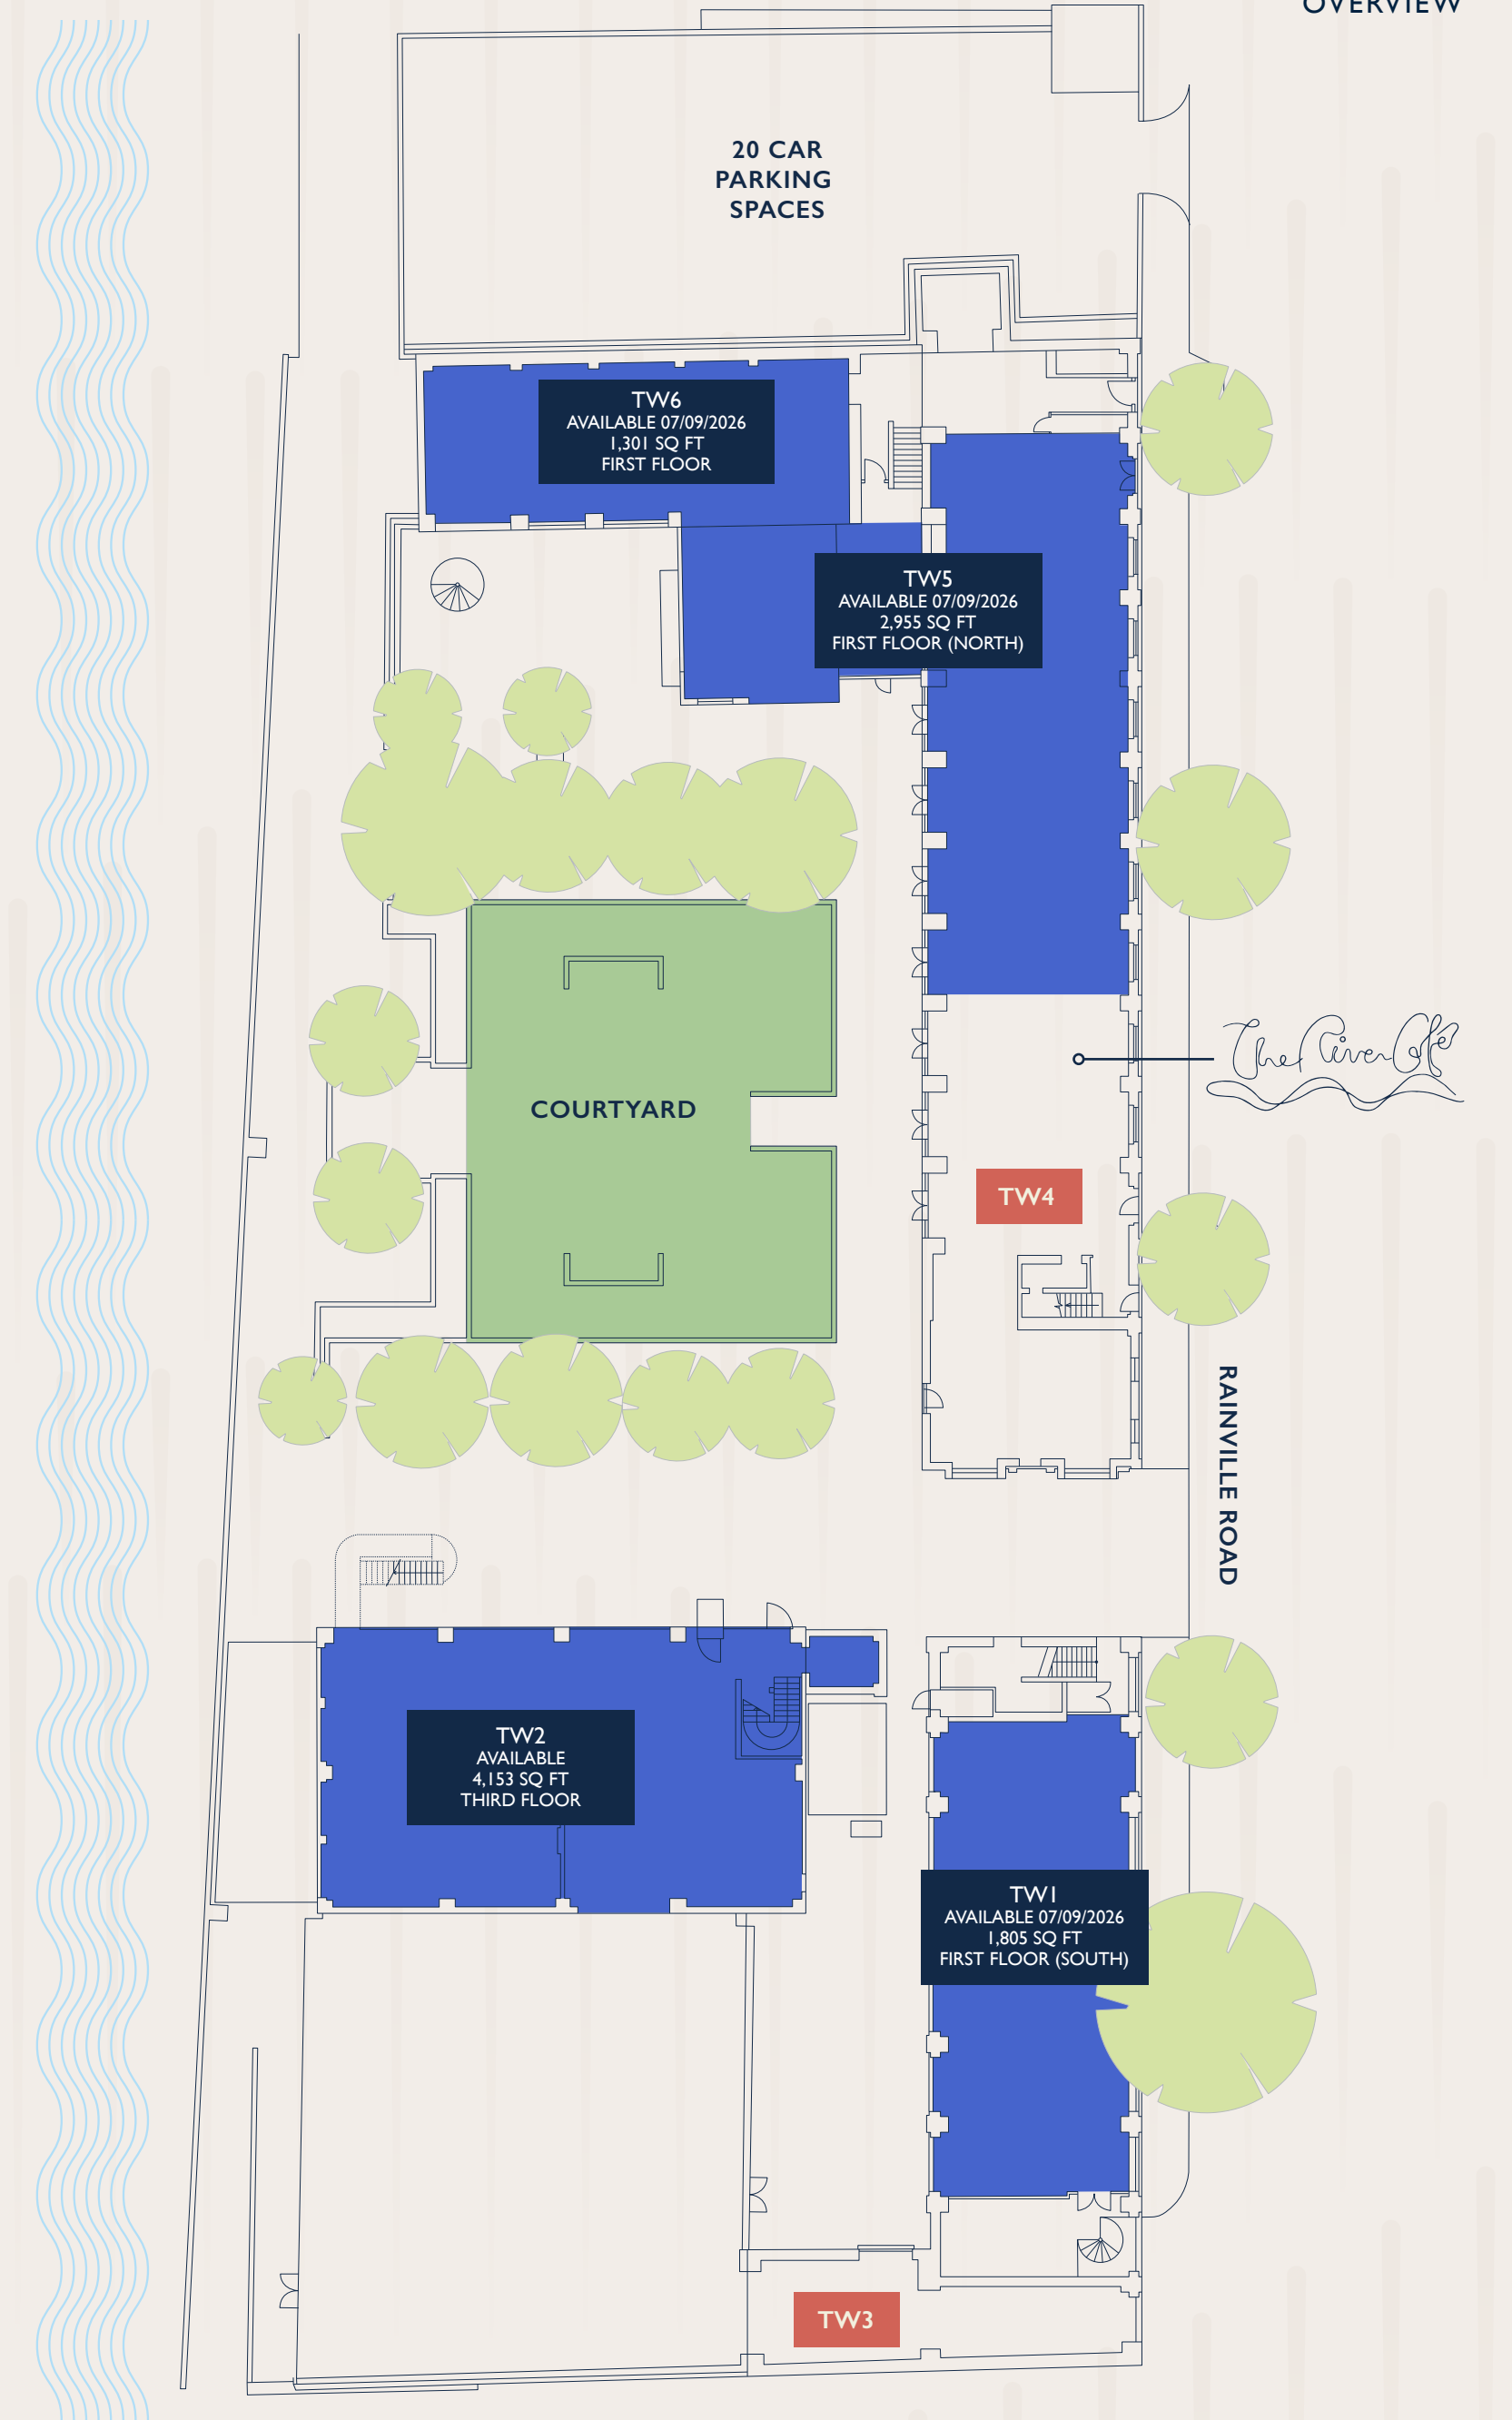 OVERVIEW
20 CAR
PARKING
SPACES
TW6
AVAILABLE 07/09/2026
1,301 SQ FT
FIRST FLOOR
TW5
AVAILABLE 07/09/2026
2,955 SQ FT
FIRST FLOOR (NORTH)
The River Café
COURTYARD
TW4
RAINVILLE ROAD
TW2
AVAILABLE
4,153 SQ FT
THIRD FLOOR
TW1
AVAILABLE 07/09/2026
1,805 SQ FT
FIRST FLOOR (SOUTH)
TW3